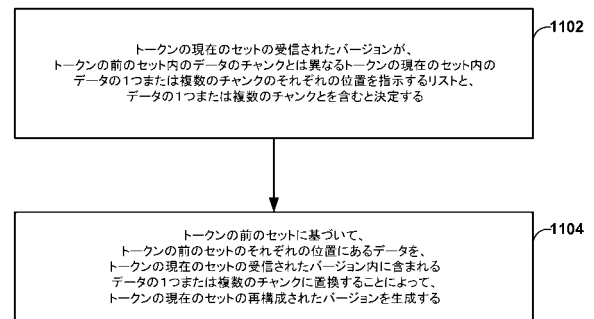 1102
トークンの現在のセットの受信されたバージョンが、
トークンの前のセット内のデータのチャンクとは異なるトークンの現在のセット内の
データの1つまたは複数のチャンクのそれぞれの位置を指示するリストと、
データの1つまたは複数のチャンクとを含むと決定する
1104
トークンの前のセットに基づいて、
トークンの前のセットのそれぞれの位置にあるデータを、
トークンの現在のセットの受信されたバージョン内に含まれる
データの1つまたは複数のチャンクに置換することによって、
トークンの現在のセットの再構成されたバージョンを生成する